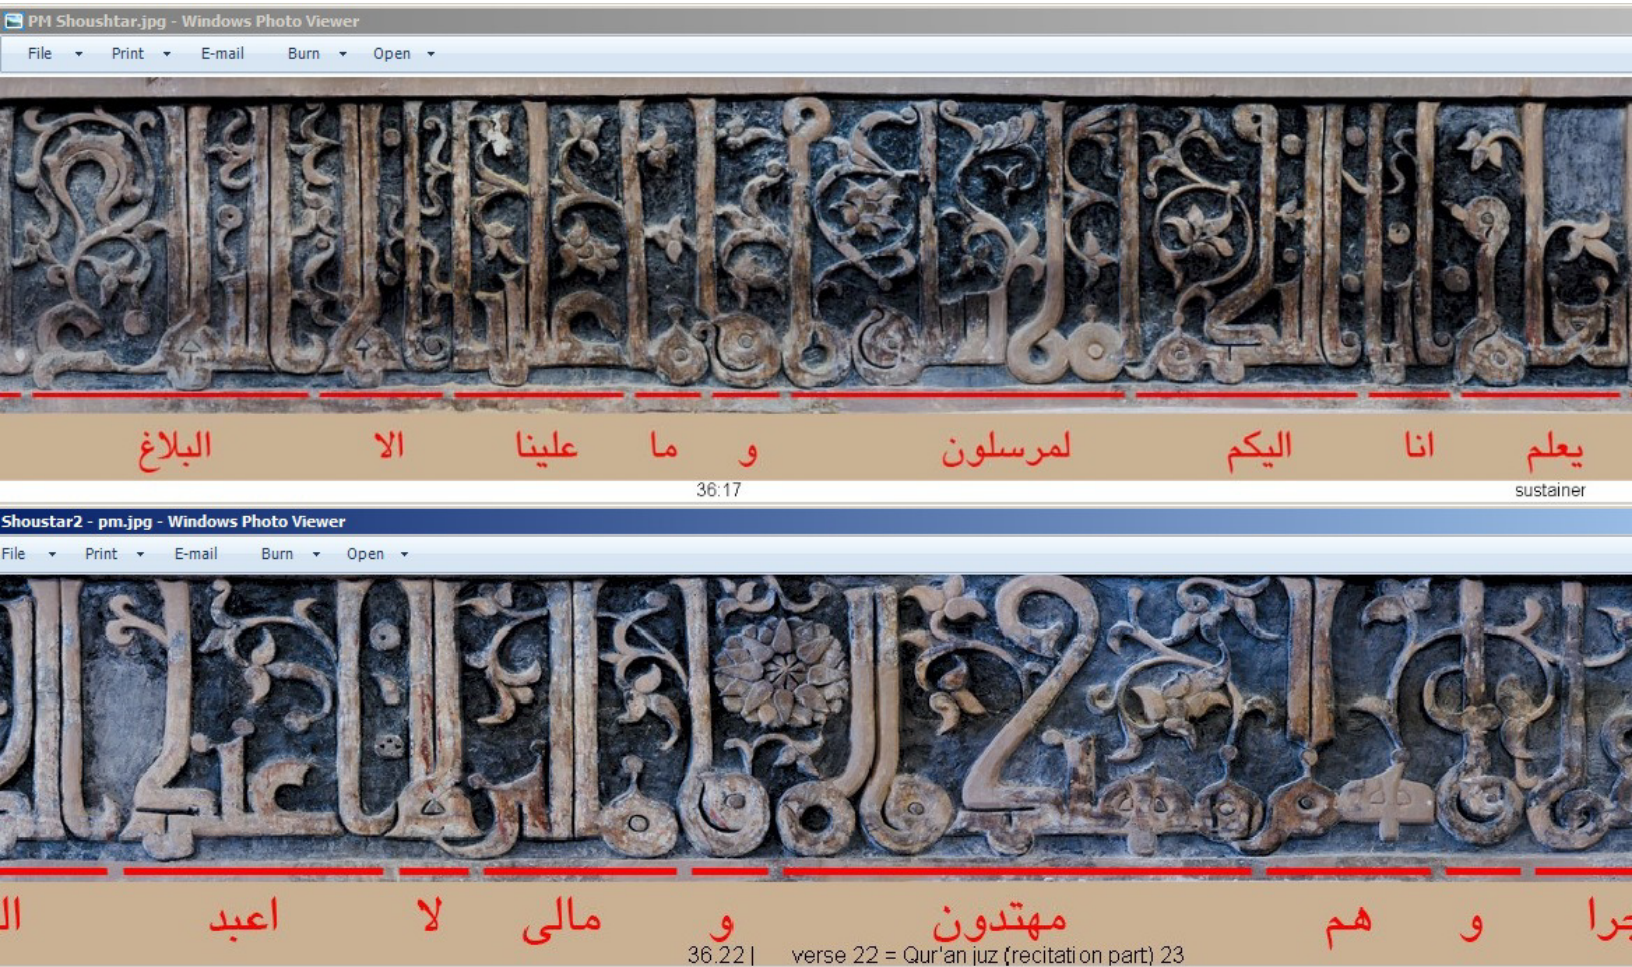 PM Shoushtar.jpg - Windows Photo Viewer
File Print E-mail Burn Open
يعلم انا اليكم لمرسلون و ما علينا الا البلاغ
36:17 sustainer
Shoustar2 - pm.jpg - Windows Photo Viewer
File Print E-mail Burn Open
و هم مهتدون و مالى لا اعبد
36.22| verse 22 = Qur'an juz (recitation part) 23